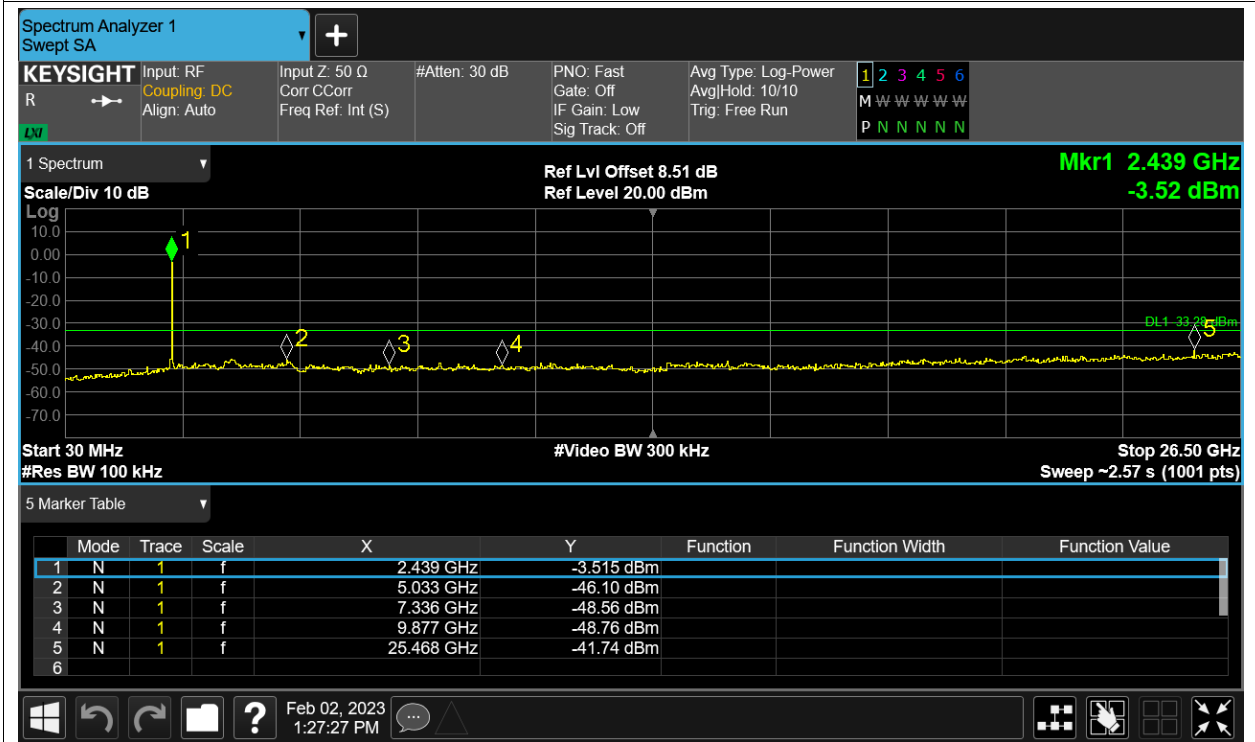 Spectrum Analyzer 1
Swept SA
+
KEYSIGHT
R
LXI
Input: RF
Coupling: DC
Align: Auto
Input Z: 50 Ω
Corr CCorr
Freq Ref: Int (S)
#Atten: 30 dB
PNO: Fast
Gate: Off
IF Gain: Low
Sig Track: Off
Avg Type: Log-Power
Avg|Hold: 10/10
Trig: Free Run
1 2 3 4 5 6
M W W W W W
P N N N N N
1 Spectrum
Scale/Div 10 dB
Ref Lvl Offset 8.51 dB
Ref Level 20.00 dBm
Mkr1 2.439 GHz
-3.52 dBm
Log
10.0
0.00
-10.0
-20.0
-30.0
-40.0
-50.0
-60.0
-70.0
1
2
3
4
5
DL1 -33.28 dBm
Start 30 MHz
#Res BW 100 kHz
#Video BW 300 kHz
Stop 26.50 GHz
Sweep ~2.57 s (1001 pts)
5 Marker Table
Mode Trace Scale X Y Function Function Width Function Value
1 N 1 f 2.439 GHz -3.515 dBm
2 N 1 f 5.033 GHz -46.10 dBm
3 N 1 f 7.336 GHz -48.56 dBm
4 N 1 f 9.877 GHz -48.76 dBm
5 N 1 f 25.468 GHz -41.74 dBm
6
?
Feb 02, 2023
1:27:27 PM